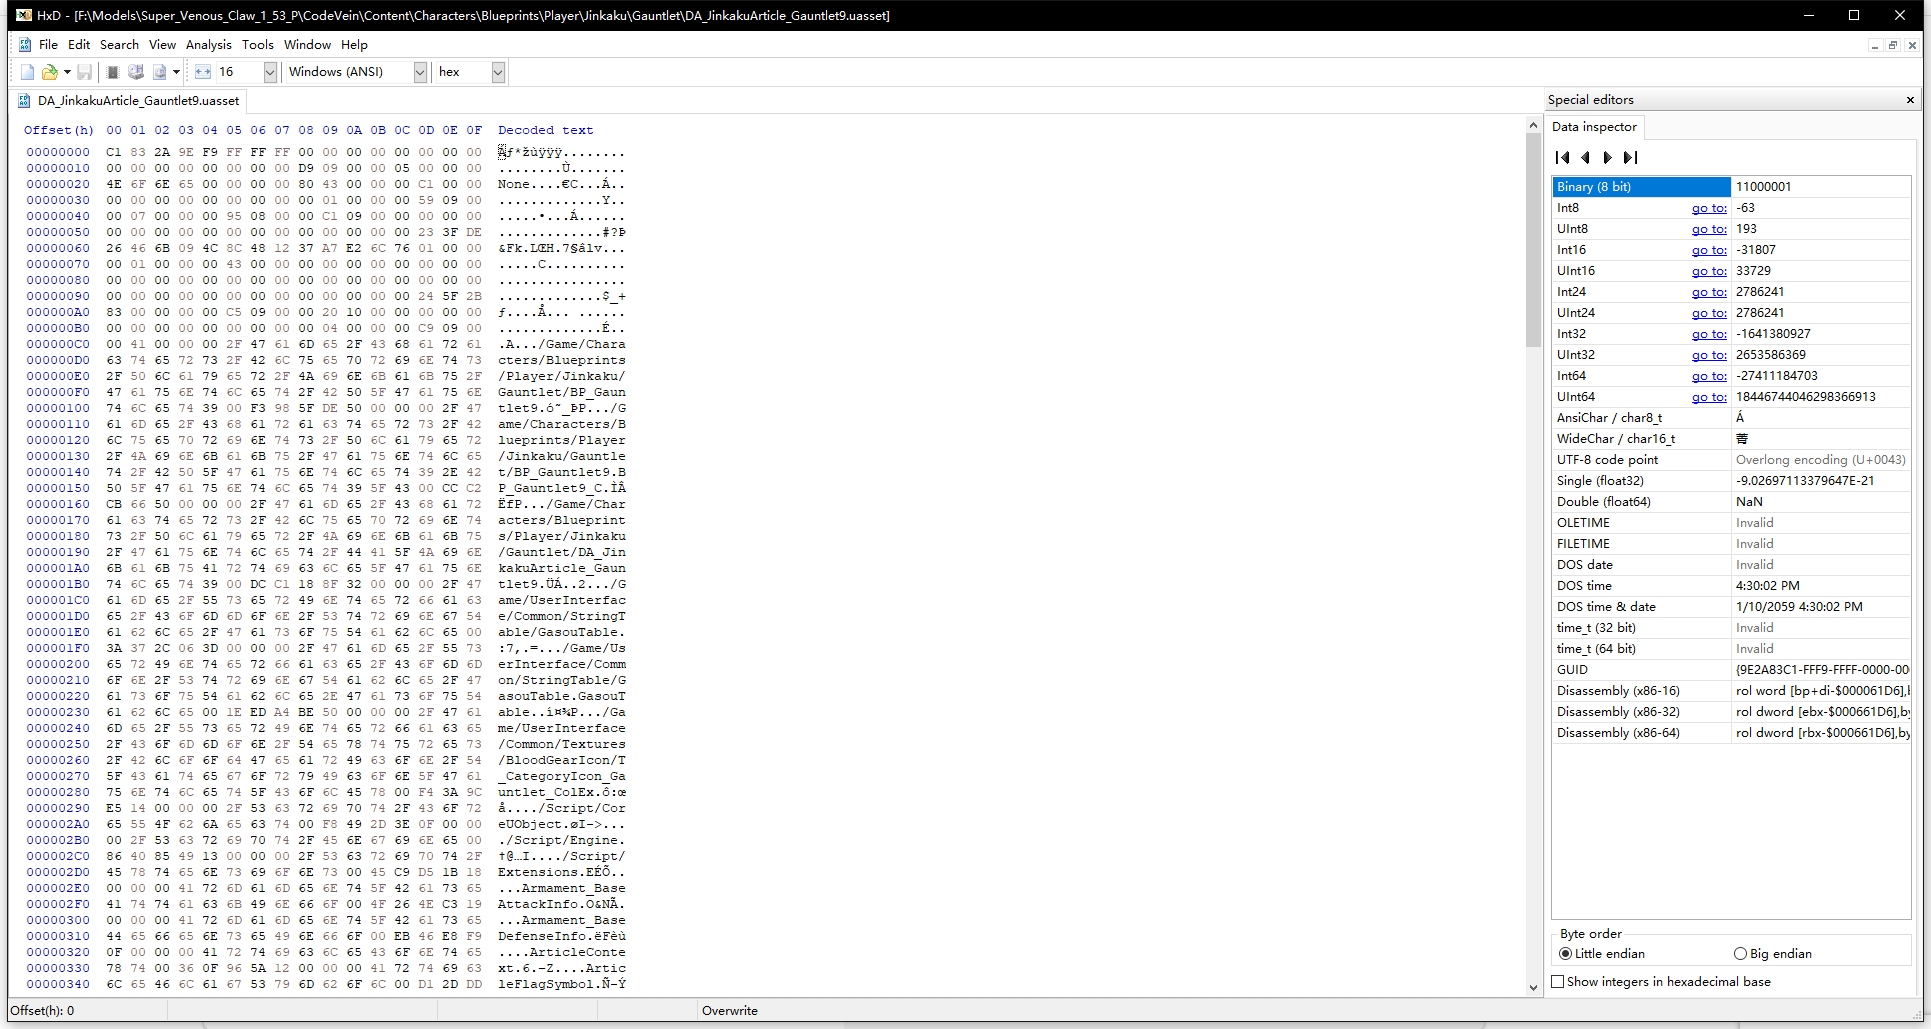 HxD - [F:\Models\Super_Venous_Claw_1_53_P\CodeVein\Content\Characters\Blueprints\Player\Jinkaku\Gauntlet\DA_JinkakuArticle_Gauntlet9.uasset]
File Edit Search View Analysis Tools Window Help
16 Windows (ANSI) hex
DA_JinkakuArticle_Gauntlet9.uasset
Offset(h) 00 01 02 03 04 05 06 07 08 09 0A 0B 0C 0D 0E 0F Decoded text
00000000 C1 83 2A 9E F9 FF FF FF 00 00 00 00 00 00 00 00 Áƒ*žùÿÿÿ........
00000010 00 00 00 00 00 00 00 00 D9 09 00 00 05 00 00 00 ........Ù.......
00000020 4E 6F 6E 65 00 00 00 00 80 43 00 00 00 C1 00 00 None....€C...Á..
00000030 00 00 00 00 00 00 00 00 00 01 00 00 00 59 09 00 .............Y..
00000040 00 07 00 00 00 95 08 00 00 C1 09 00 00 00 00 00 .....•...Á......
00000050 00 00 00 00 00 00 00 00 00 00 00 00 00 23 3F DE .............#?Þ
00000060 26 46 6B 09 4C 8C 48 12 37 A7 E2 6C 76 01 00 00 &Fk.LŒH.7§âlv...
00000070 00 01 00 00 00 43 00 00 00 00 00 00 00 00 00 00 .....C..........
00000080 00 00 00 00 00 00 00 00 00 00 00 00 00 00 00 00 ................
00000090 00 00 00 00 00 00 00 00 00 00 00 00 00 24 5F 2B .............$_+
000000A0 83 00 00 00 00 C5 09 00 00 20 10 00 00 00 00 00 ƒ....Å... ......
000000B0 00 00 00 00 00 00 00 00 00 04 00 00 00 C9 09 00 .............É..
000000C0 00 41 00 00 00 2F 47 61 6D 65 2F 43 68 61 72 61 .A.../Game/Chara
000000D0 63 74 65 72 73 2F 42 6C 75 65 70 72 69 6E 74 73 cters/Blueprints
000000E0 2F 50 6C 61 79 65 72 2F 4A 69 6E 6B 61 6B 75 2F /Player/Jinkaku/
000000F0 47 61 75 6E 74 6C 65 74 2F 42 50 5F 47 61 75 6E Gauntlet/BP_Gaun
00000100 74 6C 65 74 39 00 F3 98 5F DE 50 00 00 00 2F 47 tlet9.ó˜_ÞP.../G
00000110 61 6D 65 2F 43 68 61 72 61 63 74 65 72 73 2F 42 ame/Characters/B
00000120 6C 75 65 70 72 69 6E 74 73 2F 50 6C 61 79 65 72 lueprints/Player
00000130 2F 4A 69 6E 6B 61 6B 75 2F 47 61 75 6E 74 6C 65 /Jinkaku/Gauntle
00000140 74 2F 42 50 5F 47 61 75 6E 74 6C 65 74 39 2E 42 t/BP_Gauntlet9.B
00000150 50 5F 47 61 75 6E 74 6C 65 74 39 5F 43 00 CC C2 P_Gauntlet9_C.ÌÂ
00000160 CB 66 50 00 00 00 2F 47 61 6D 65 2F 43 68 61 72 ËfP.../Game/Char
00000170 61 63 74 65 72 73 2F 42 6C 75 65 70 72 69 6E 74 acters/Blueprint
00000180 73 2F 50 6C 61 79 65 72 2F 4A 69 6E 6B 61 6B 75 s/Player/Jinkaku
00000190 2F 47 61 75 6E 74 6C 65 74 2F 44 41 5F 4A 69 6E /Gauntlet/DA_Jin
000001A0 6B 61 6B 75 41 72 74 69 63 6C 65 5F 47 61 75 6E kakuArticle_Gaun
000001B0 74 6C 65 74 39 00 DC C1 18 8F 32 00 00 00 2F 47 tlet9.ÜÁ..2.../G
000001C0 61 6D 65 2F 55 73 65 72 49 6E 74 65 72 66 61 63 ame/UserInterfac
000001D0 65 2F 43 6F 6D 6D 6F 6E 2F 53 74 72 69 6E 67 54 e/Common/StringT
000001E0 61 62 6C 65 2F 47 61 73 6F 75 54 61 62 6C 65 00 able/GasouTable.
000001F0 3A 37 2C 06 3D 00 00 00 2F 47 61 6D 65 2F 55 73 :7,.=.../Game/Us
00000200 65 72 49 6E 74 65 72 66 61 63 65 2F 43 6F 6D 6D erInterface/Comm
00000210 6F 6E 2F 53 74 72 69 6E 67 54 61 62 6C 65 2F 47 on/StringTable/G
00000220 61 73 6F 75 54 61 62 6C 65 2E 47 61 73 6F 75 54 asouTable.GasouT
00000230 61 62 6C 65 00 1E ED A4 BE 50 00 00 00 2F 47 61 able..í¤¾P.../Ga
00000240 6D 65 2F 55 73 65 72 49 6E 74 65 72 66 61 63 65 me/UserInterface
00000250 2F 43 6F 6D 6D 6F 6E 2F 54 65 78 74 75 72 65 73 /Common/Textures
00000260 2F 42 6C 6F 6F 64 47 65 61 72 49 63 6F 6E 2F 54 /BloodGearIcon/T
00000270 5F 43 61 74 65 67 6F 72 79 49 63 6F 6E 5F 47 61 _CategoryIcon_Ga
00000280 75 6E 74 6C 65 74 5F 43 6F 6C 45 78 00 F4 3A 9C untlet_ColEx.ô:œ
00000290 E5 14 00 00 00 2F 53 63 72 69 70 74 2F 43 6F 72 å..../Script/Cor
000002A0 65 55 4F 62 6A 65 63 74 00 F8 49 2D 3E 0F 00 00 eUObject.øI->...
000002B0 00 2F 53 63 72 69 70 74 2F 45 6E 67 69 6E 65 00 ./Script/Engine.
000002C0 86 40 85 49 13 00 00 00 2F 53 63 72 69 70 74 2F †@…I..../Script/
000002D0 45 78 74 65 6E 73 69 6F 6E 73 00 45 C9 D5 1B 18 Extensions.EÉÕ..
000002E0 00 00 00 41 72 6D 61 6D 65 6E 74 5F 42 61 73 65 ...Armament_Base
000002F0 41 74 74 61 63 6B 49 6E 66 6F 00 4F 26 4E C3 19 AttackInfo.O&NÃ.
00000300 00 00 00 41 72 6D 61 6D 65 6E 74 5F 42 61 73 65 ...Armament_Base
00000310 44 65 66 65 6E 73 65 49 6E 66 6F 00 EB 46 E8 F9 DefenseInfo.ëFèù
00000320 0F 00 00 00 41 72 74 69 63 6C 65 43 6F 6E 74 65 ....ArticleConte
00000330 78 74 00 36 0F 96 5A 12 00 00 00 41 72 74 69 63 xt.6.–Z....Artic
00000340 6C 65 46 6C 61 67 53 79 6D 62 6F 6C 00 D1 2D DD leFlagSymbol.Ñ-Ý
Special editors
Data inspector
Binary (8 bit) 11000001
Int8 go to: -63
UInt8 go to: 193
Int16 go to: -31807
UInt16 go to: 33729
Int24 go to: 2786241
UInt24 go to: 2786241
Int32 go to: -1641380927
UInt32 go to: 2653586369
Int64 go to: -27411184703
UInt64 go to: 18446744046298366913
AnsiChar / char8_t Á
WideChar / char16_t
UTF-8 code point Overlong encoding (U+0043)
Single (float32) -9.02697113379647E-21
Double (float64) NaN
OLETIME Invalid
FILETIME Invalid
DOS date Invalid
DOS time 4:30:02 PM
DOS time & date 1/10/2059 4:30:02 PM
time_t (32 bit) Invalid
time_t (64 bit) Invalid
GUID {9E2A83C1-FFF9-FFFF-0000-00
Disassembly (x86-16) rol word [bp+di-$000061D6],
Disassembly (x86-32) rol dword [ebx-$000661D6],by
Disassembly (x86-64) rol dword [rbx-$000661D6],by
Byte order
Little endian Big endian
Show integers in hexadecimal base
Offset(h): 0 Overwrite